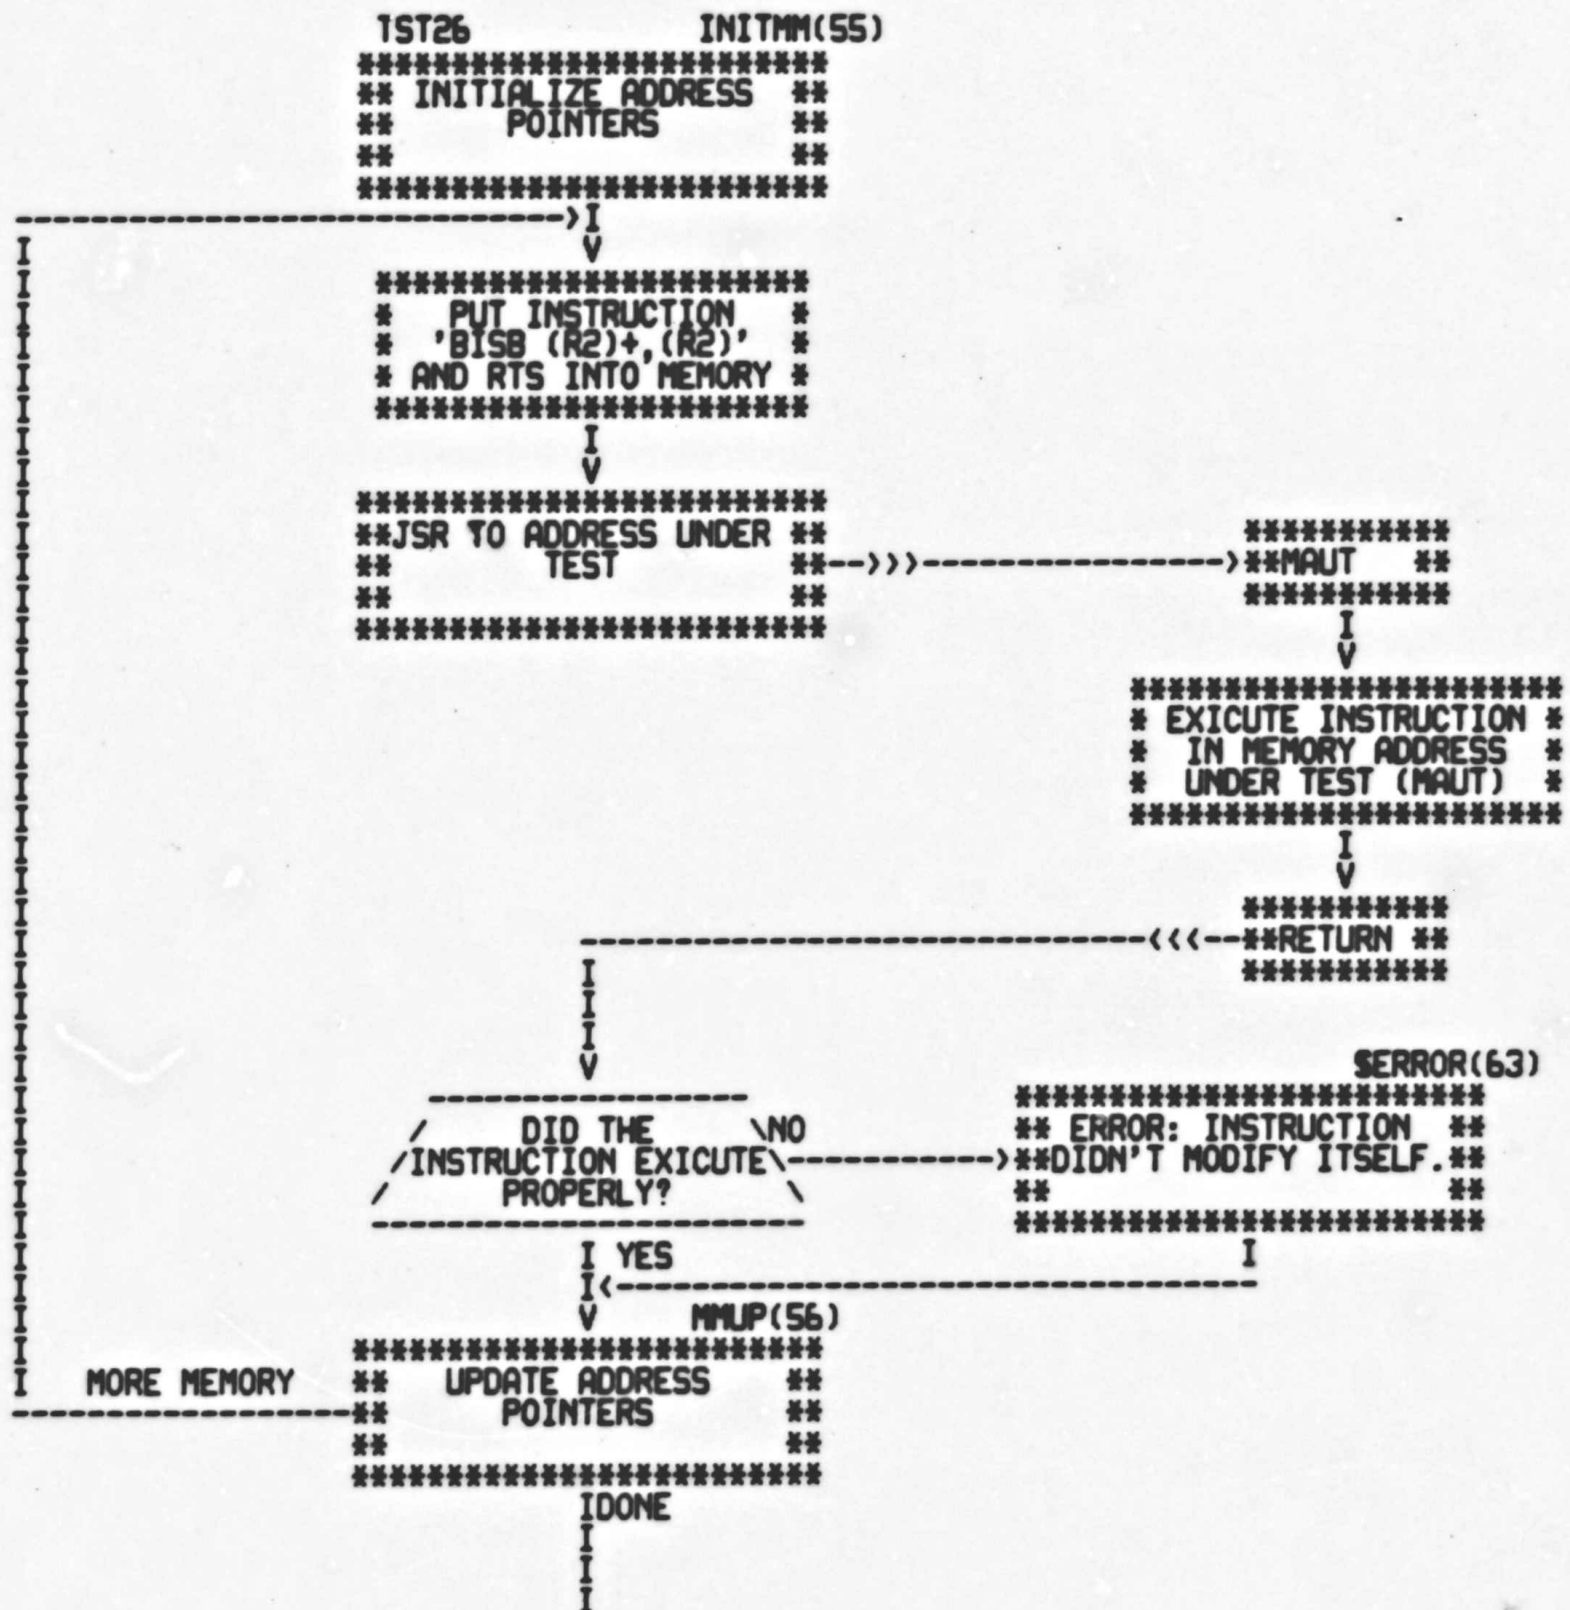 TST26 INITMM(55)
INITIALIZE ADDRESS
POINTERS
PUT INSTRUCTION
'BISB (R2)+,(R2)'
AND RTS INTO MEMORY
JSR TO ADDRESS UNDER
TEST
MAUT
EXICUTE INSTRUCTION
IN MEMORY ADDRESS
UNDER TEST (MAUT)
RETURN
DID THE
INSTRUCTION EXICUTE
PROPERLY?
NO
$ERROR(63)
ERROR: INSTRUCTION
DIDN'T MODIFY ITSELF.
YES
MMUP(56)
UPDATE ADDRESS
POINTERS
MORE MEMORY
DONE